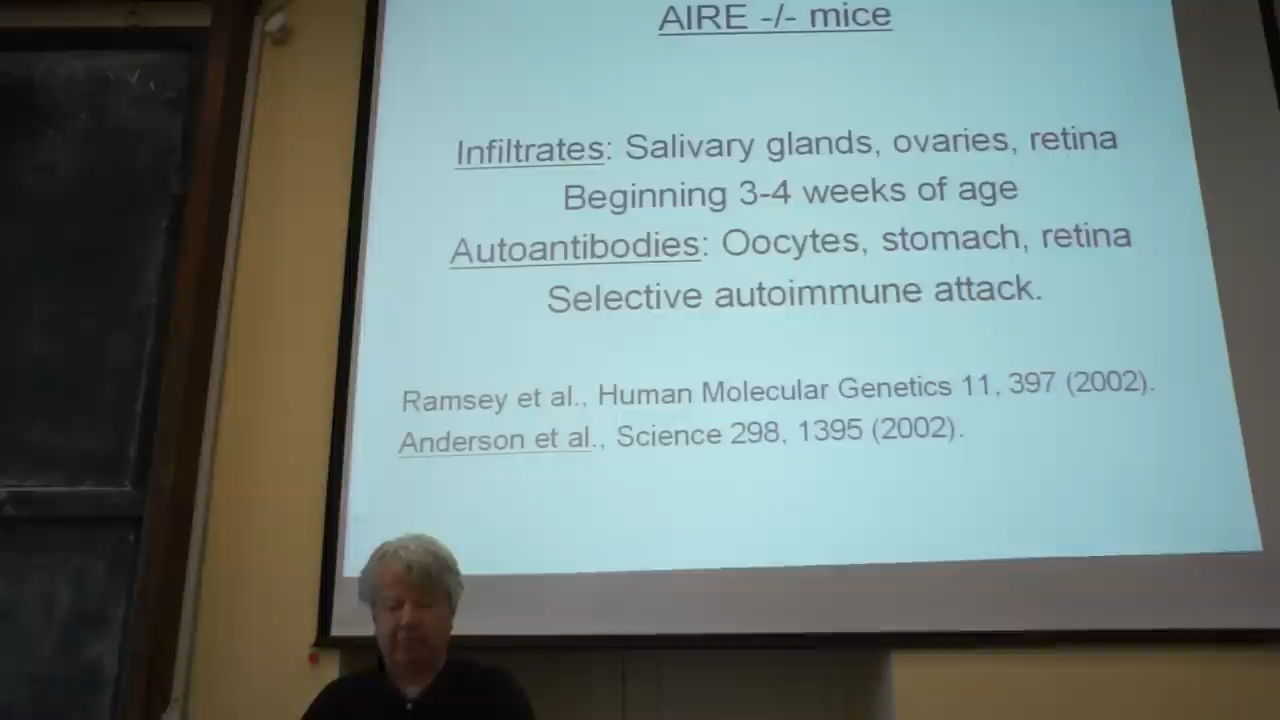 AIRE -/- mice
Infiltrates: Salivary glands, ovaries, retina
Beginning 3-4 weeks of age
Autoantibodies: Oocytes, stomach, retina
Selective autoimmune attack.
Ramsey et al., Human Molecular Genetics 11, 397 (2002).
Anderson et al., Science 298, 1395 (2002).